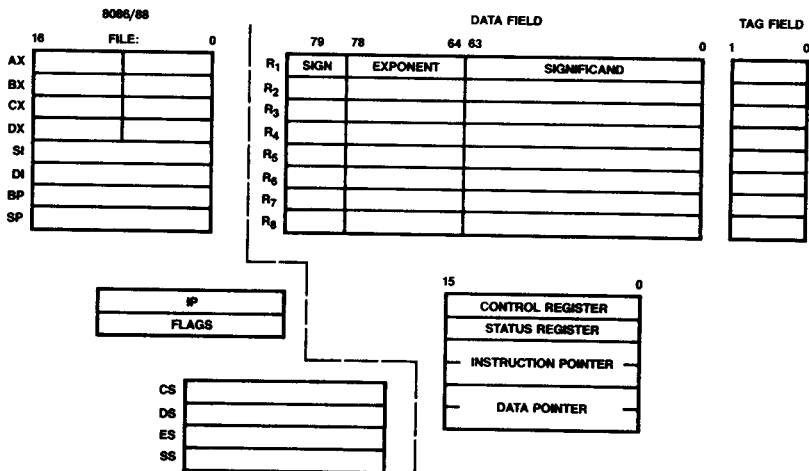 8086/88
16 FILE: 0
AX
BX
CX
DX
SI
DI
BP
SP
IP
FLAGS
CS
DS
ES
SS
DATA FIELD
79 78 64 63 0
R1 SIGN EXPONENT SIGNIFICAND
R2
R3
R4
R5
R6
R7
R8
TAG FIELD
1 0
15 0
CONTROL REGISTER
STATUS REGISTER
INSTRUCTION POINTER
DATA POINTER